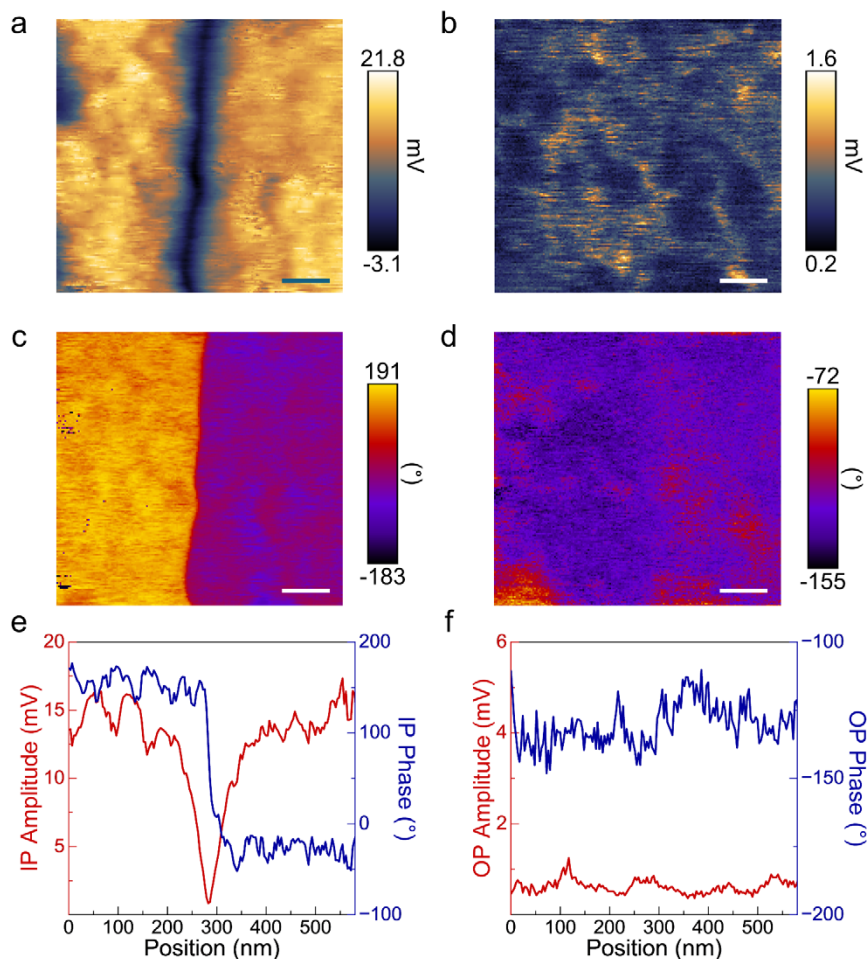 a
b
21.8
mV
-3.1
1.6
mV
0.2
c
d
191
(°)
-183
-72
(°)
-155
e
f
20
15
10
5
IP Amplitude (mV)
200
100
0
−100
IP Phase (°)
0 100 200 300 400 500
Position (nm)
6
4
2
OP Amplitude (mV)
−100
−150
−200
OP Phase (°)
0 100 200 300 400 500
Position (nm)